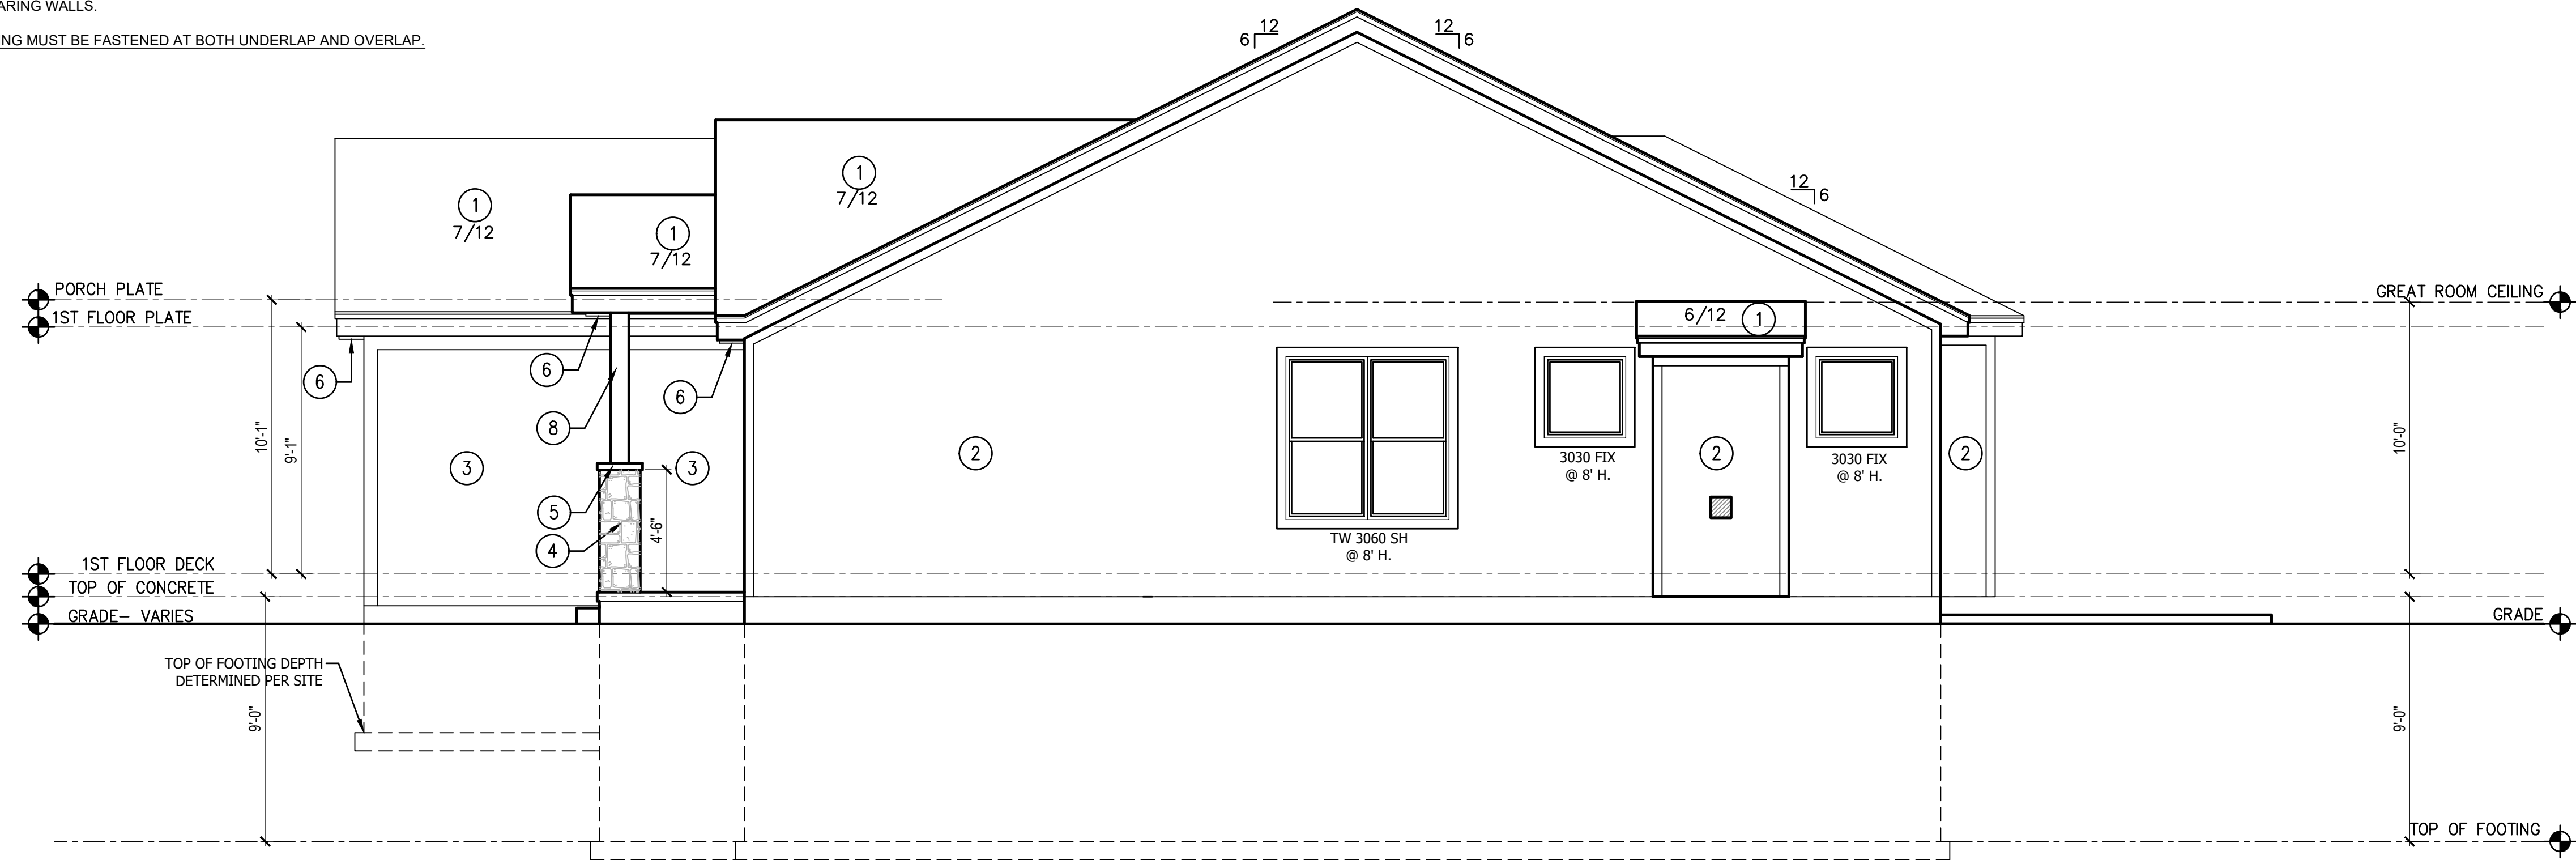 ARING WALLS.
NG MUST BE FASTENED AT BOTH UNDERLAP AND OVERLAP.
12
6
12
6
12
6
1
7/12
1
7/12
1
7/12
PORCH PLATE
1ST FLOOR PLATE
GREAT ROOM CEILING
6/12
1
6
6
6
8
3
3
5
4
2
2
2
10'-1"
9'-1"
4'-6"
10'-0"
TW 3060 SH
@ 8' H.
3030 FIX
@ 8' H.
3030 FIX
@ 8' H.
1ST FLOOR DECK
TOP OF CONCRETE
GRADE- VARIES
GRADE
TOP OF FOOTING DEPTH
DETERMINED PER SITE
9'-0"
9'-0"
TOP OF FOOTING